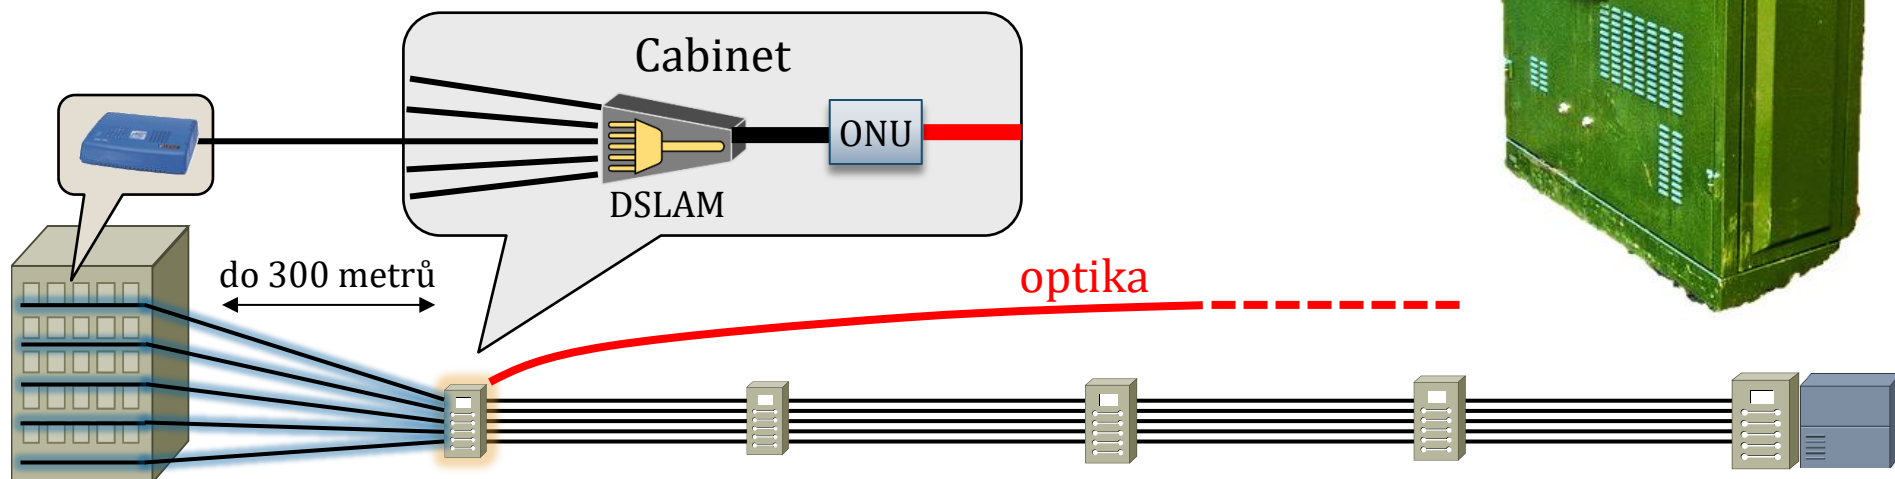 Cabinet
ONU
DSLAM
do 300 metrů
optika